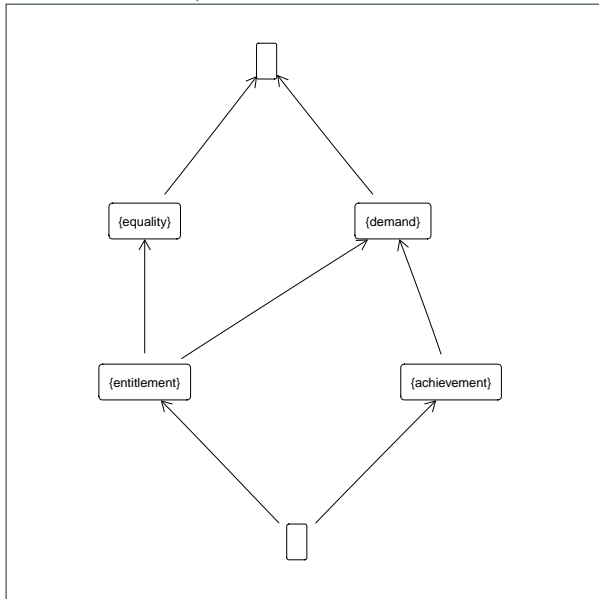 {equality}
{demand}
{entitlement}
{achievement}